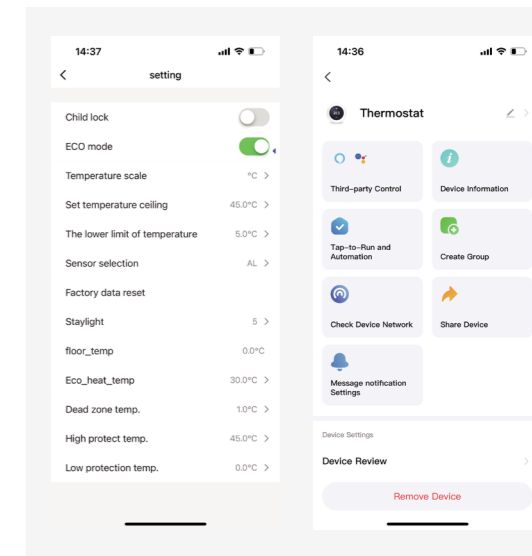 14:37
setting
Child lock
ECO mode
Temperature scale °C >
Set temperature ceiling 45.0°C >
The lower limit of temperature 5.0°C >
Sensor selection AL >
Factory data reset
Staylight 5 >
floor_temp 0.0°C
Eco_heat_temp 30.0°C >
Dead zone temp. 1.0°C >
High protect temp. 45.0°C >
Low protection temp. 0.0°C >
14:36
Thermostat
Third-party Control
Device Information
Tap-to-Run and
Automation
Create Group
Check Device Network
Share Device
Message notification
Settings
Device Settings
Device Review
Remove Device